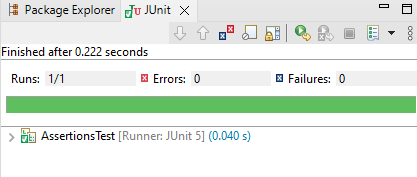 Package Explorer JUnit
Finished after 0.222 seconds
Runs: 1/1 Errors: 0 Failures: 0
AssertionsTest [Runner: JUnit 5] (0.040 s)